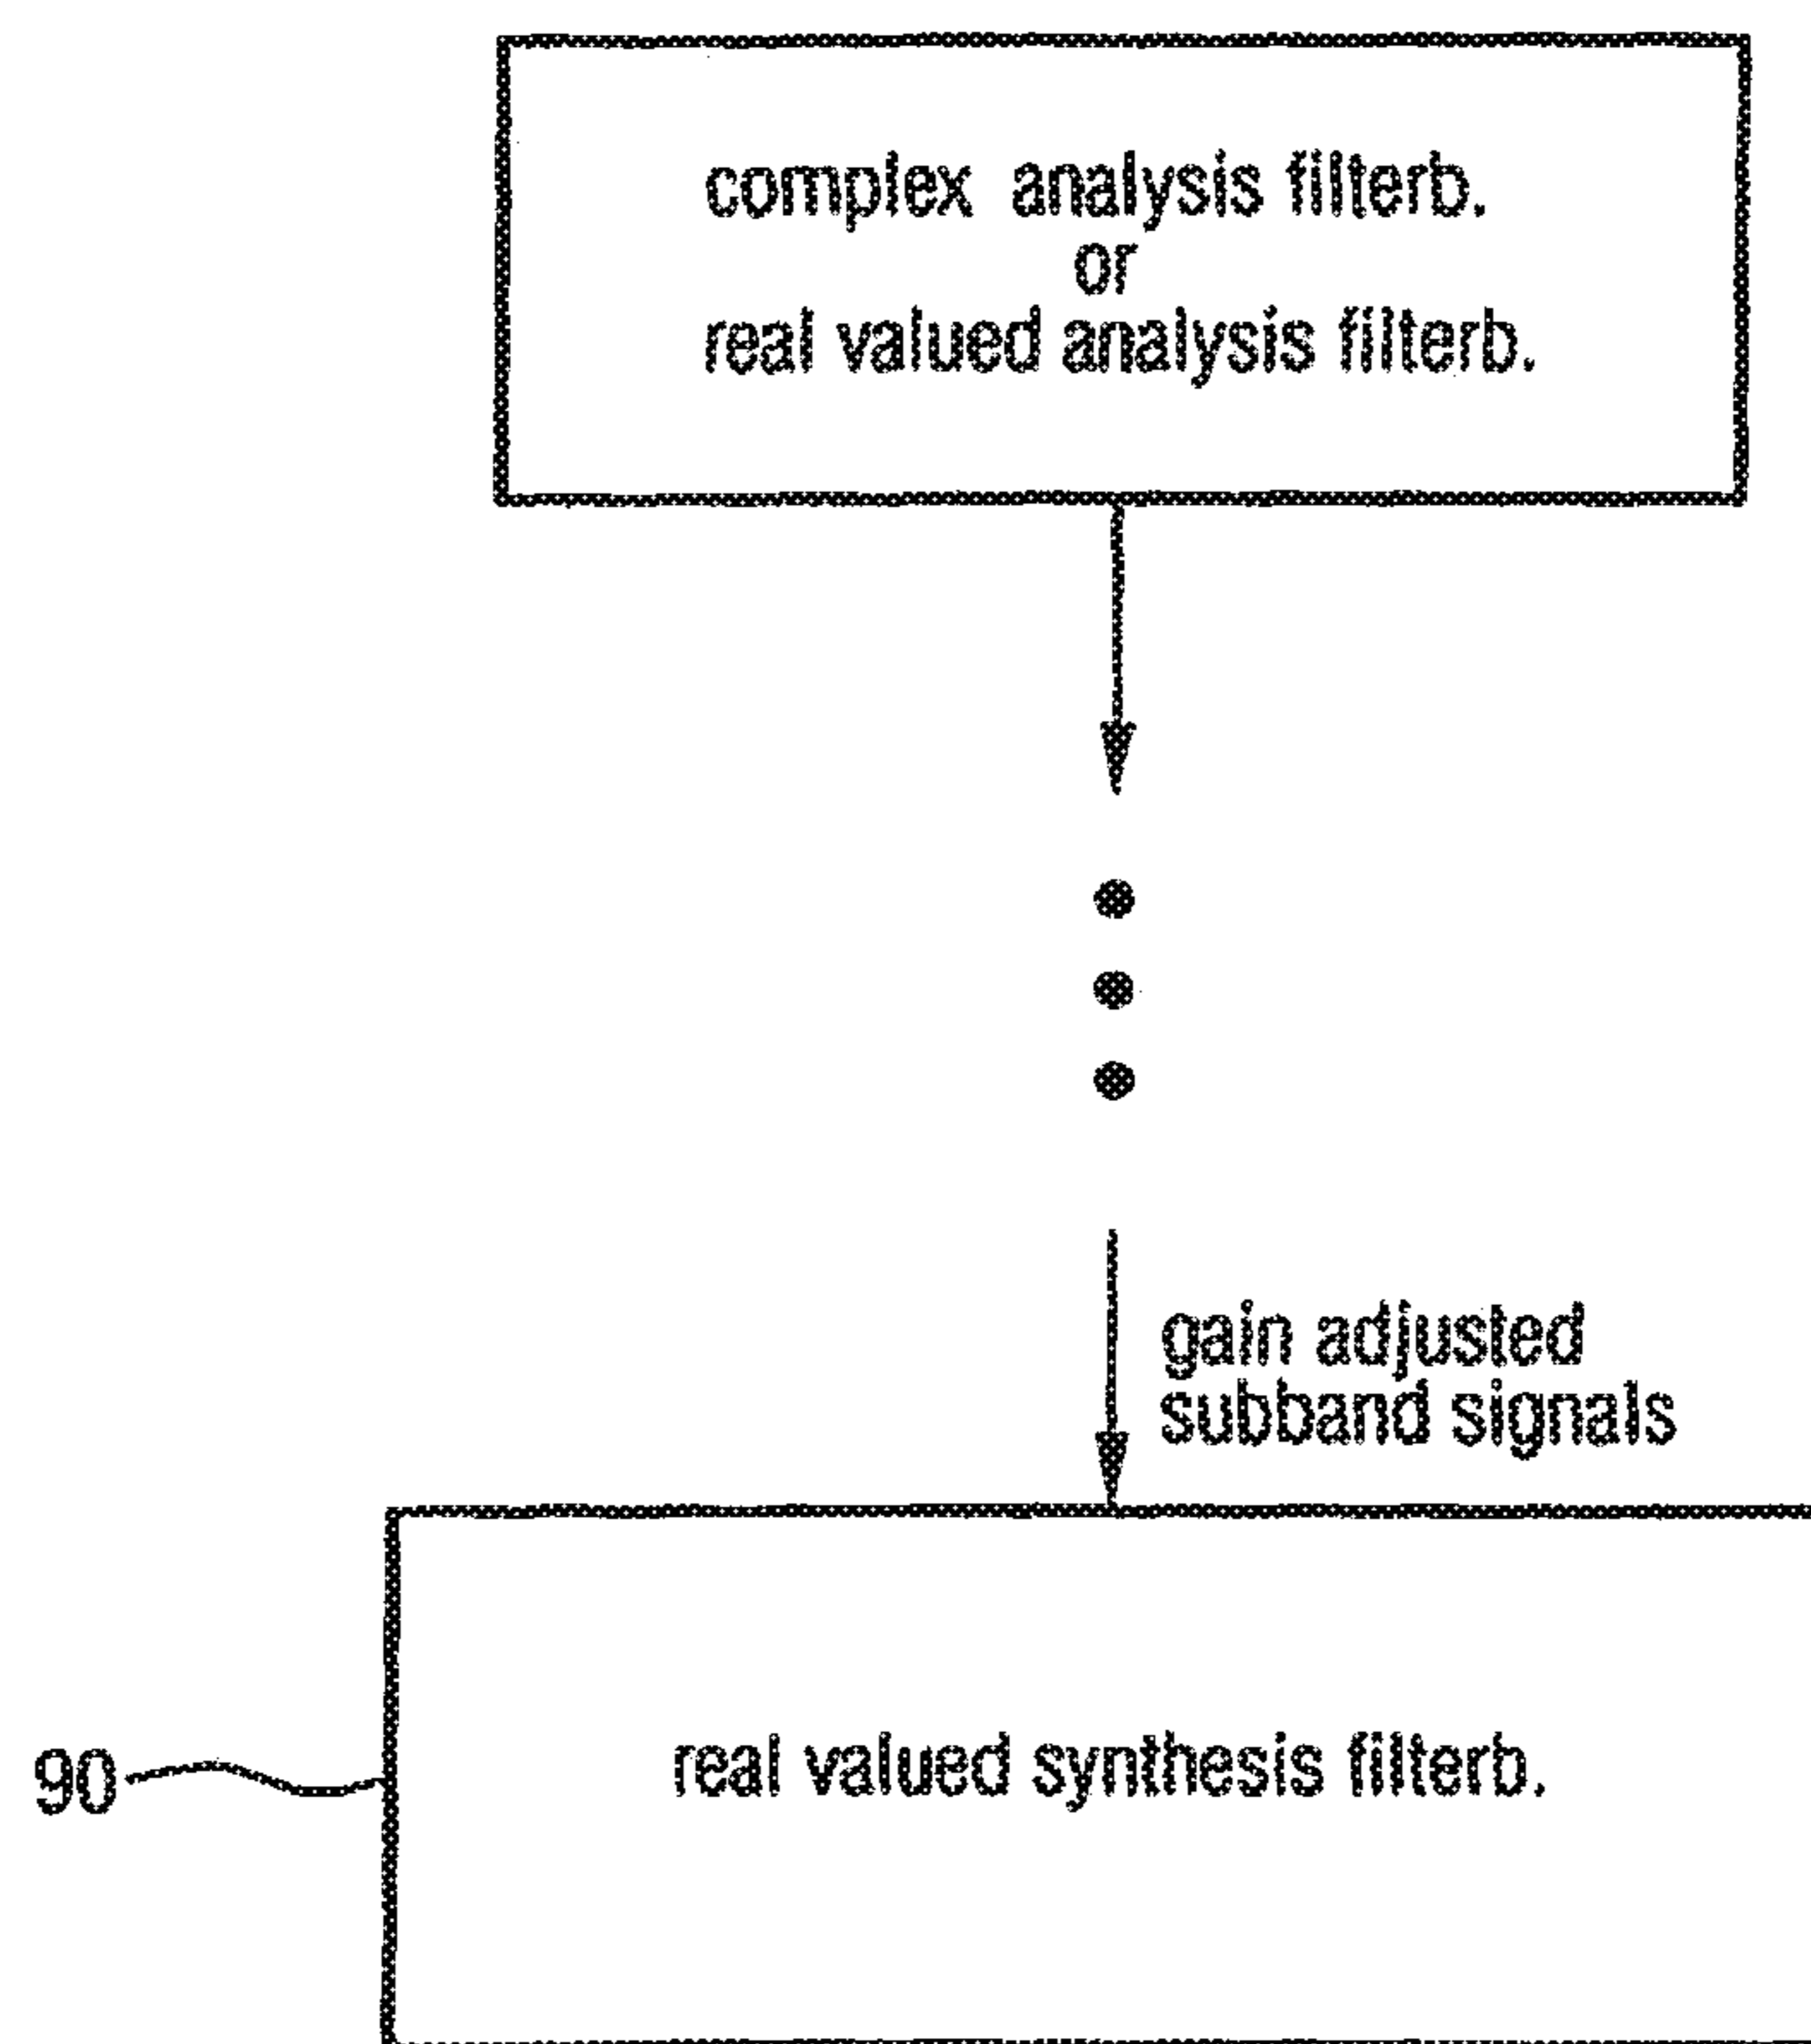 complex analysis filterb.
or
real valued analysis filterb.
gain adjusted
subband signals
90
real valued synthesis filterb.